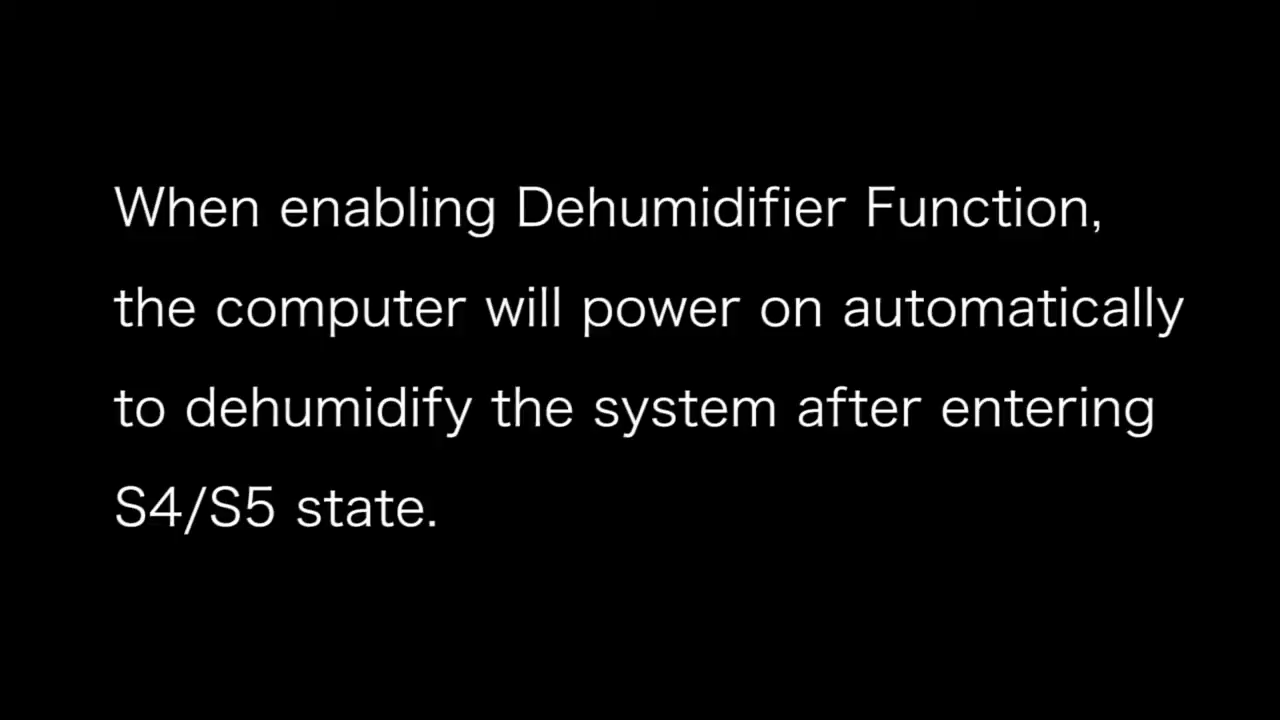 When enabling Dehumidifier Function,
the computer will power on automatically
to dehumidify the system after entering
S4/S5 state.